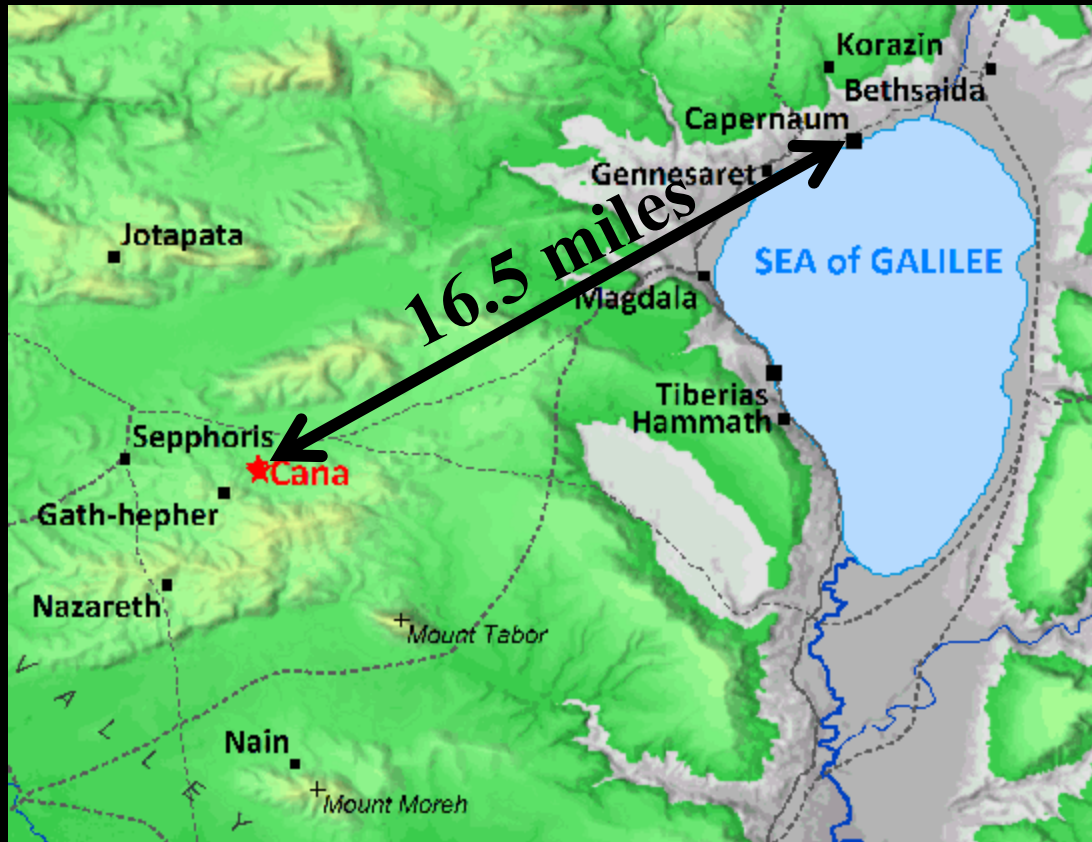 Korazin
Bethsaida
Capernaum
Gennesaret
16.5 miles
Jotapata
SEA of GALILEE
Magdala
Tiberias
Hammath
Sepphoris
Cana
Gath-hepher
Nazareth
Mount Tabor
VALLEY
Nain
Mount Moreh